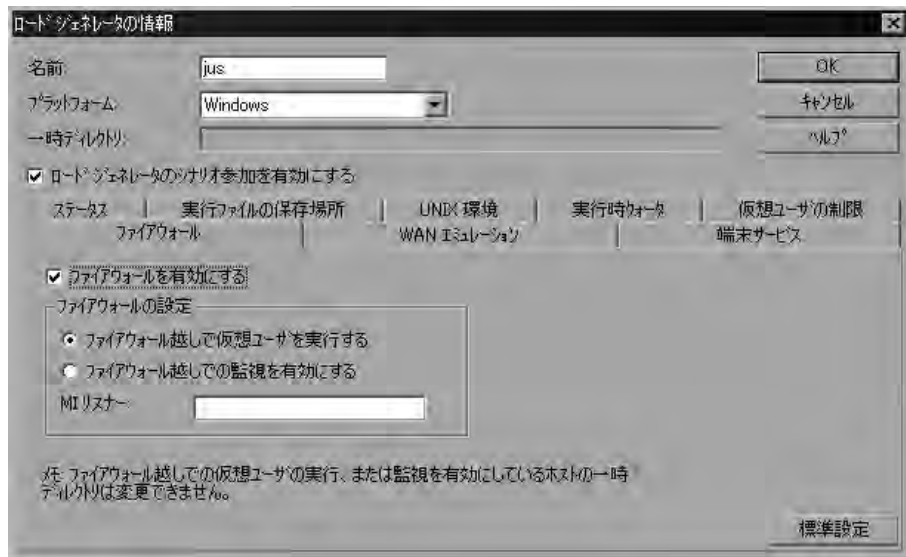 ロードジェネレータの情報
名前: jus OK
プラットフォーム: Windows キャンセル
一時ディレクトリ: ヘルプ
ロードジェネレータのシナリオ参加を有効にする
ステータス 実行ファイルの保存場所 UNIX 環境 実行時クォータ 仮想ユーザの制限
ファイアウォール WAN エミュレーション 端末サービス
ファイアウォールを有効にする
ファイアウォールの設定
ファイアウォール越しで仮想ユーザを実行する
ファイアウォール越しでの監視を有効にする
MI リスナー:
メモ: ファイアウォール越しでの仮想ユーザの実行、または監視を有効にしているホストの一時
ディレクトリは変更できません。
標準設定